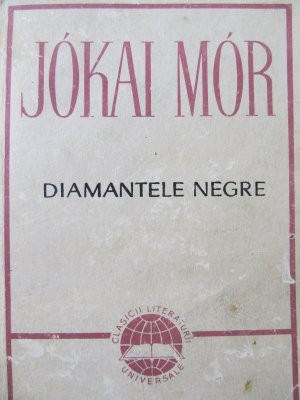 JÓKAI MÓR
DIAMANTELE NEGRE
CLASICII LITERATURII
UNIVERSALE